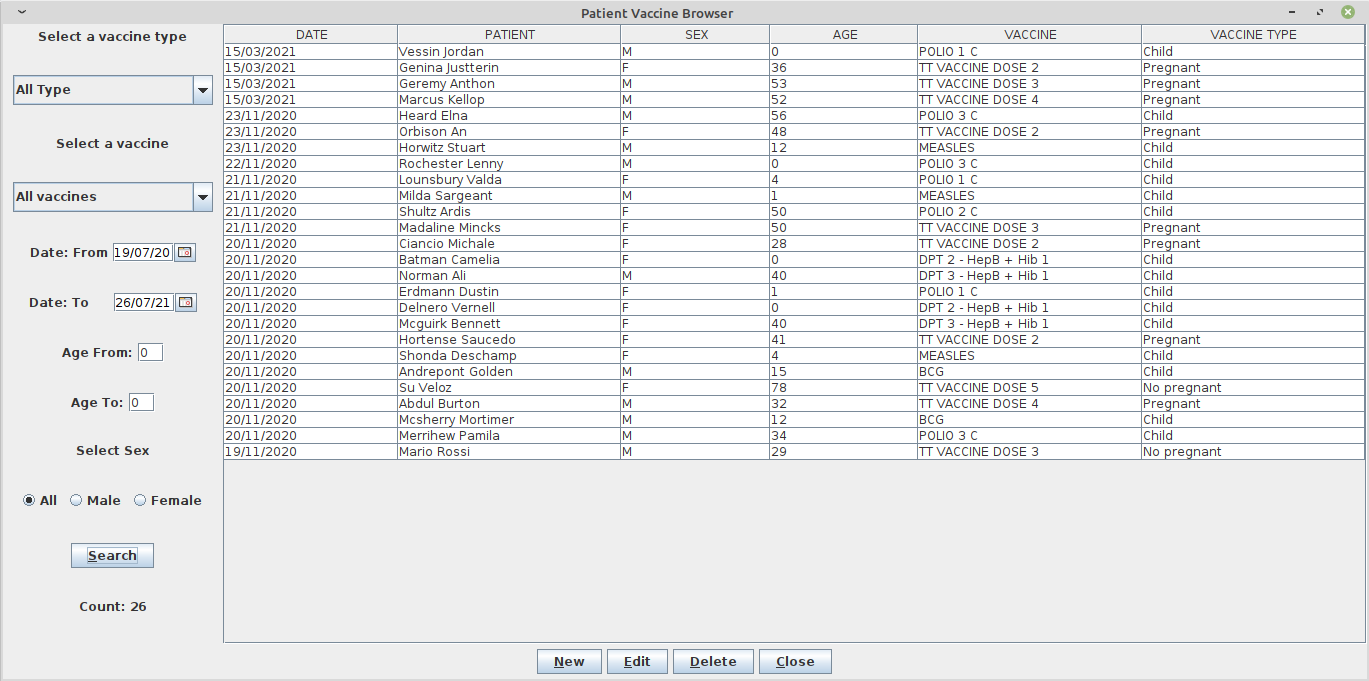 Patient Vaccine Browser
Select a vaccine type
All Type
Select a vaccine
All vaccines
Date: From 19/07/20
Date: To 26/07/21
Age From: 0
Age To: 0
Select Sex
All Male Female
Search
Count: 26
DATE PATIENT SEX AGE VACCINE VACCINE TYPE
15/03/2021 Vessin Jordan M 0 POLIO 1 C Child
15/03/2021 Genina Justterin F 36 TT VACCINE DOSE 2 Pregnant
15/03/2021 Geremy Anthon M 53 TT VACCINE DOSE 3 Pregnant
15/03/2021 Marcus Kellop M 52 TT VACCINE DOSE 4 Pregnant
23/11/2020 Heard Elna M 56 POLIO 3 C Child
23/11/2020 Orbison An F 48 TT VACCINE DOSE 2 Pregnant
23/11/2020 Horwitz Stuart M 12 MEASLES Child
22/11/2020 Rochester Lenny M 0 POLIO 3 C Child
21/11/2020 Lounsbury Valda F 4 POLIO 1 C Child
21/11/2020 Milda Sargeant M 1 MEASLES Child
21/11/2020 Shultz Ardis F 50 POLIO 2 C Child
21/11/2020 Madaline Mincks F 50 TT VACCINE DOSE 3 Pregnant
20/11/2020 Ciancio Michale F 28 TT VACCINE DOSE 2 Pregnant
20/11/2020 Batman Camelia F 0 DPT 2 - HepB + Hib 1 Child
20/11/2020 Norman Ali M 40 DPT 3 - HepB + Hib 1 Child
20/11/2020 Erdmann Dustin F 1 POLIO 1 C Child
20/11/2020 Delnero Vernell F 0 DPT 2 - HepB + Hib 1 Child
20/11/2020 Mcguirk Bennett F 40 DPT 3 - HepB + Hib 1 Child
20/11/2020 Hortense Saucedo F 41 TT VACCINE DOSE 2 Pregnant
20/11/2020 Shonda Deschamp F 4 MEASLES Child
20/11/2020 Andrepont Golden M 15 BCG Child
20/11/2020 Su Veloz F 78 TT VACCINE DOSE 5 No pregnant
20/11/2020 Abdul Burton M 32 TT VACCINE DOSE 4 Pregnant
20/11/2020 Mcsherry Mortimer M 12 BCG Child
20/11/2020 Merrihew Pamila M 34 POLIO 3 C Child
19/11/2020 Mario Rossi M 29 TT VACCINE DOSE 3 No pregnant
New Edit Delete Close